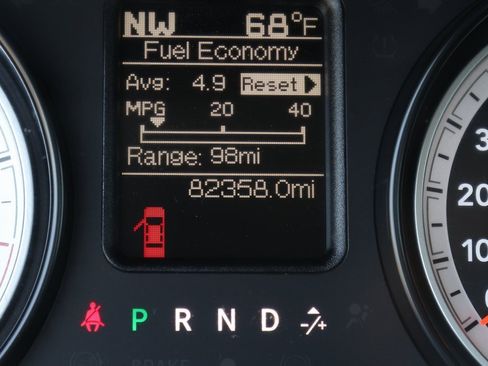 NW 68°F
Fuel Economy
Avg: 4.9 Reset
MPG 20 40
Range: 98mi
82358.0mi
P R N D -/+